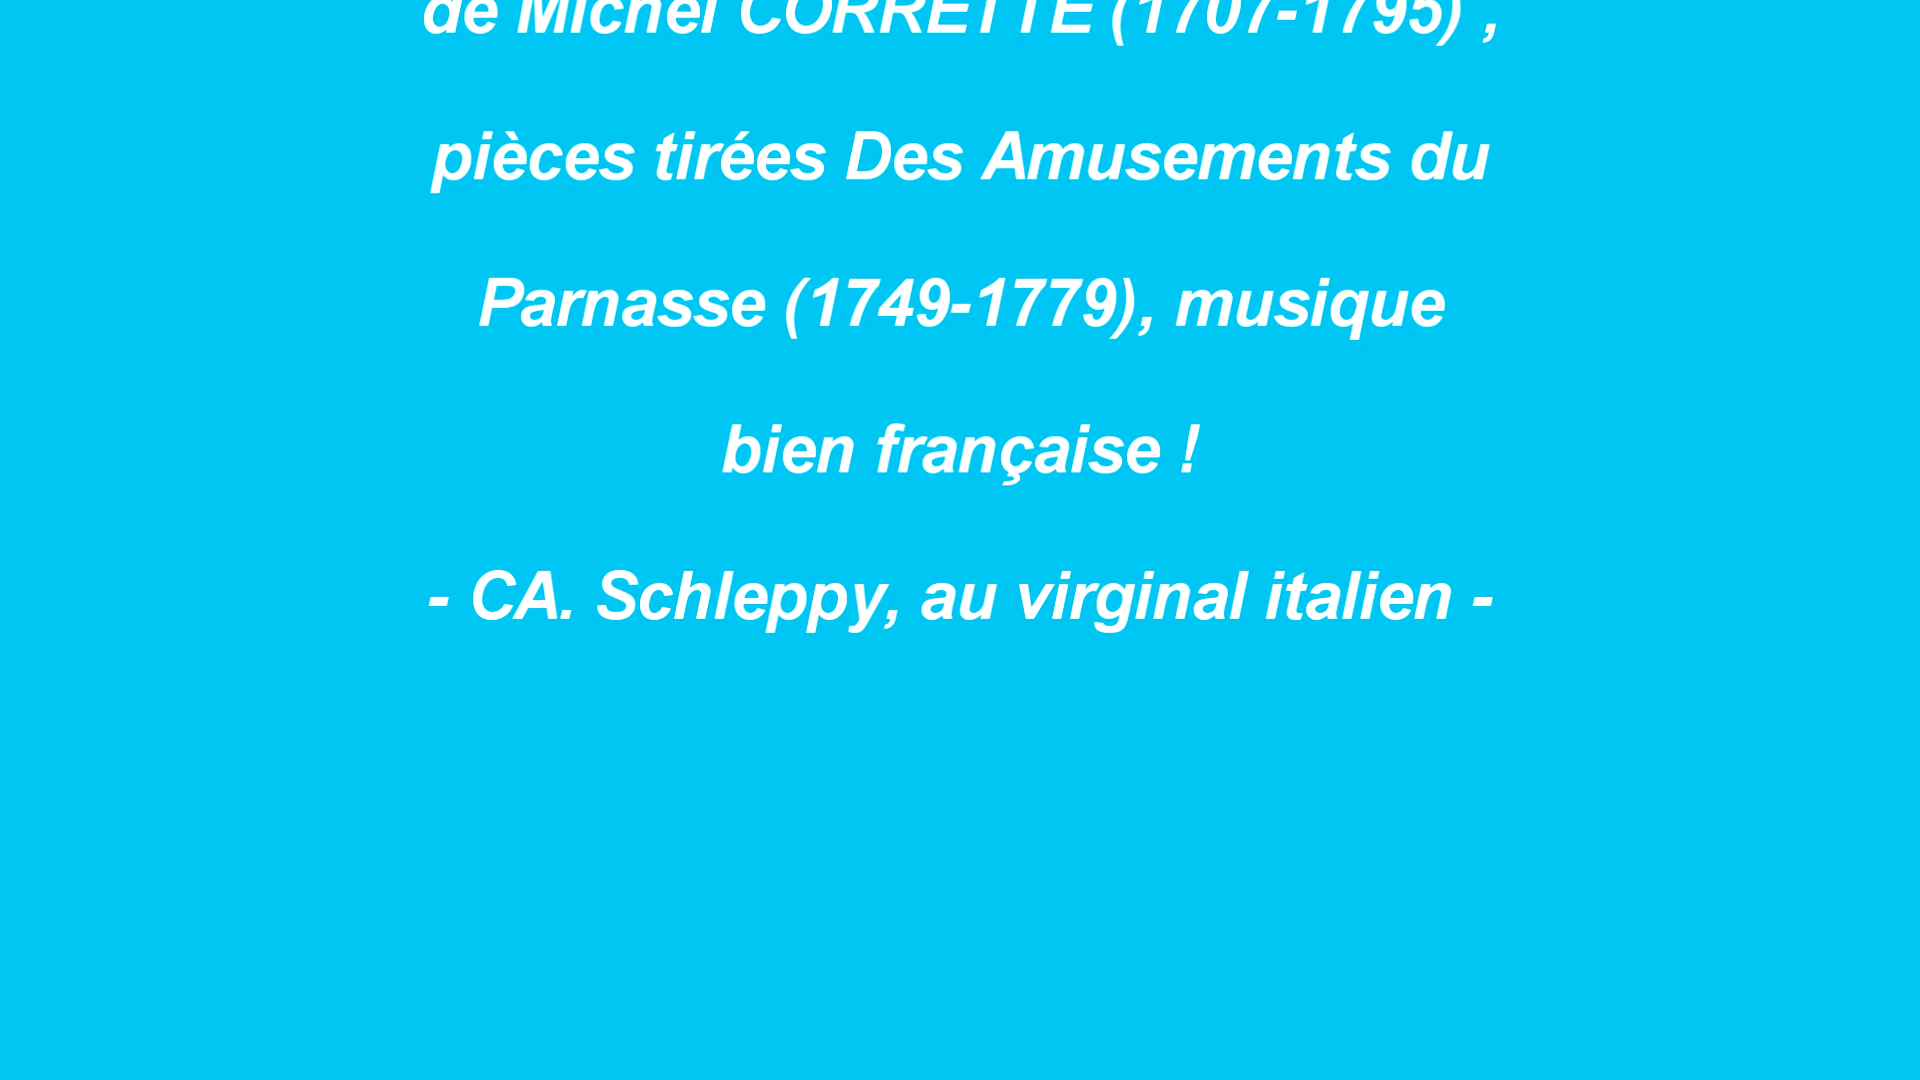 de Michel CORRETTE (1707-1795) ,
pièces tirées Des Amusements du
Parnasse (1749-1779), musique
bien française !
- CA. Schleppy, au virginal italien -